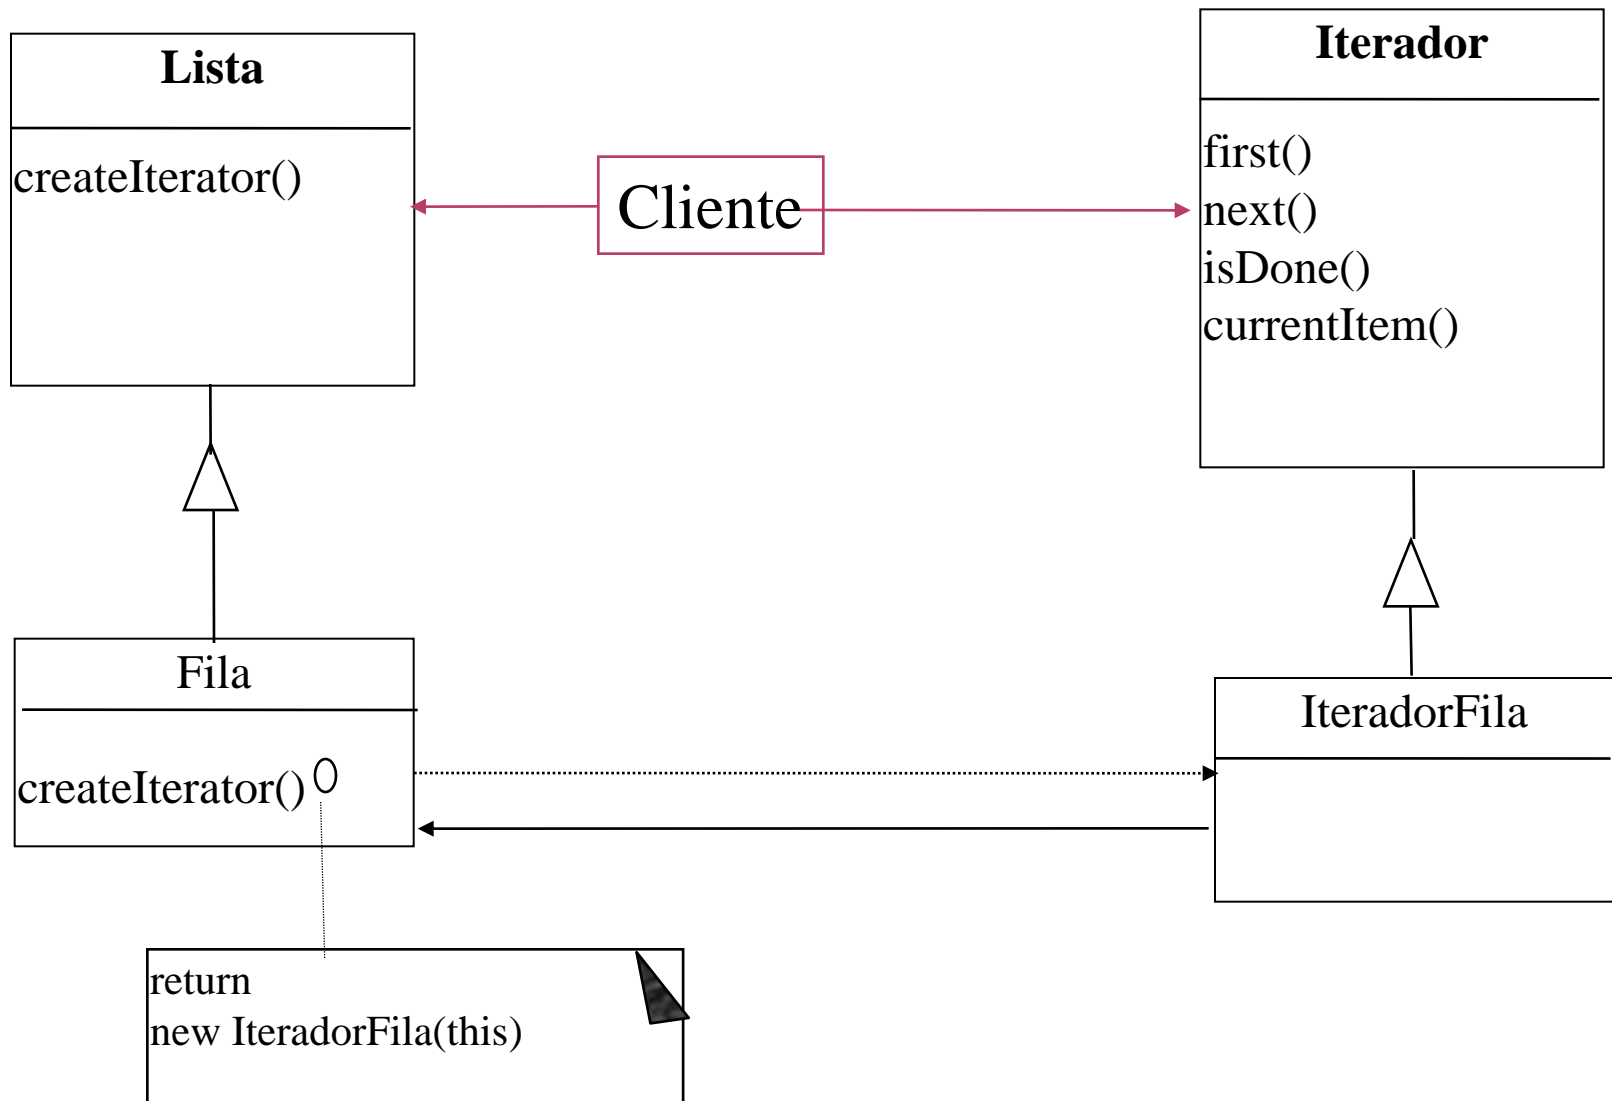 Lista
createIterator()
Cliente
Iterador
first()
next()
isDone()
currentItem()
Fila
createIterator()
IteradorFila
return
new IteradorFila(this)